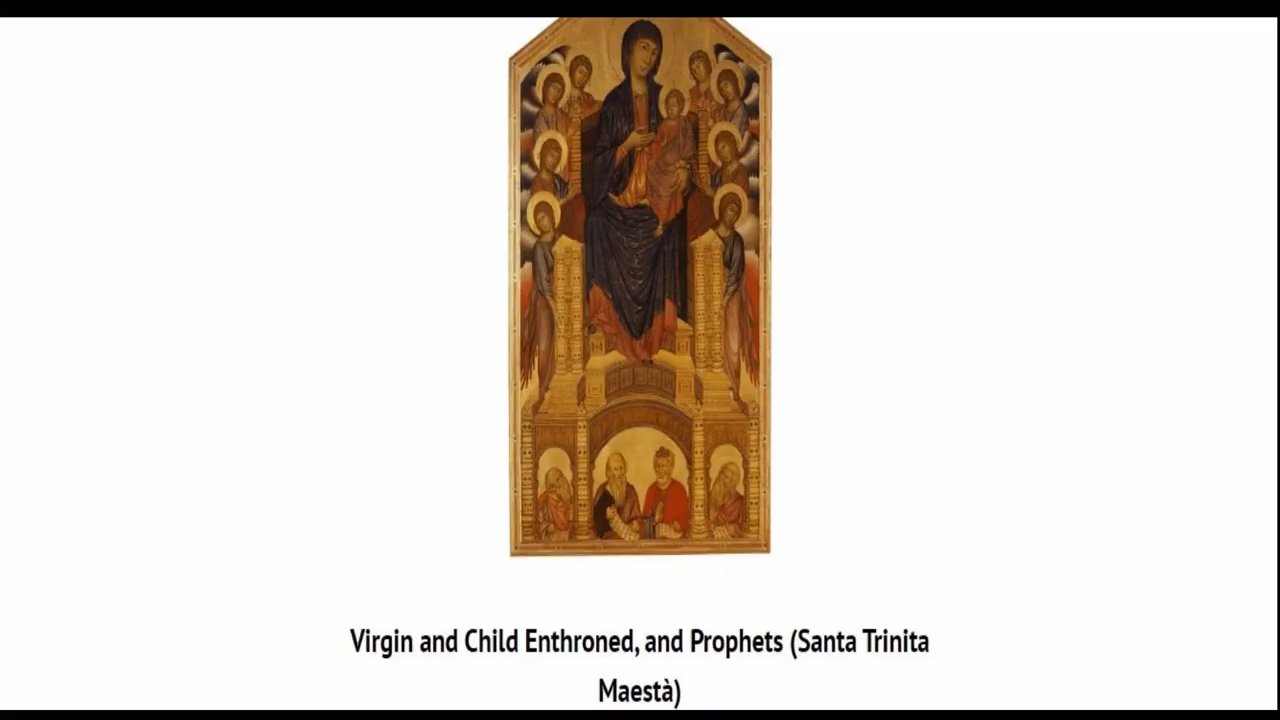 Virgin and Child Enthroned, and Prophets (Santa Trinita
Maestà)